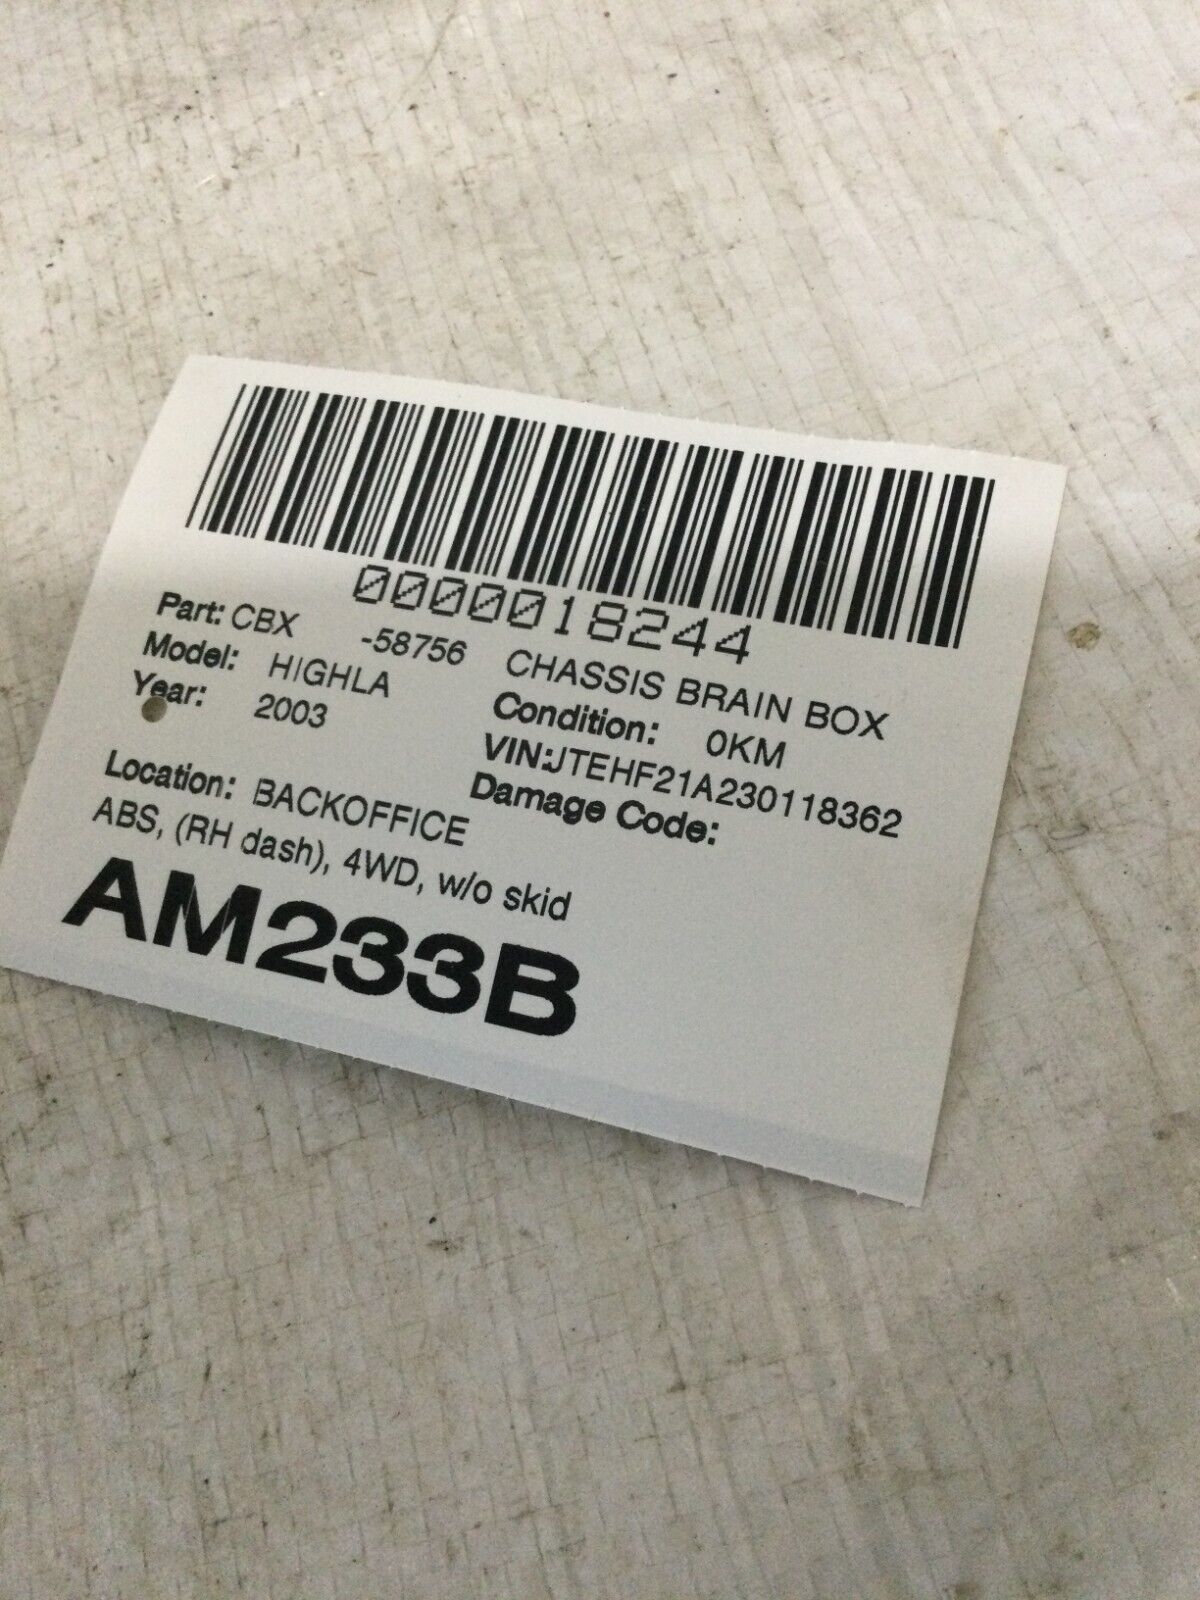 0000018244
Part: CBX -58756 CHASSIS BRAIN BOX
Model: HIGHLA Condition: 0KM
Year: 2003 VIN:JTEHF21A230118362
Damage Code:
Location: BACKOFFICE
ABS, (RH dash), 4WD, w/o skid
AM233B